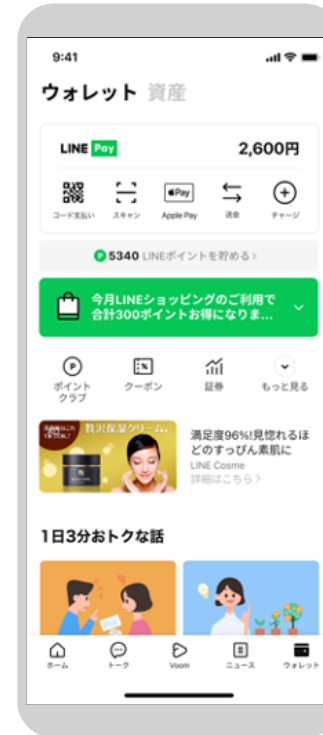 9:41
ウォレット 資産
LINE Pay 2,600円
コード支払い スキャン Apple Pay 送金 チャージ
P 5340 LINEポイントを貯める >
今月LINEショッピングのご利用で
合計300ポイントお得になりま...
ポイント
クラブ
クーポン
証券
もっと見る
贅沢保湿クリーム。
満足度96%!見惚れるほ
どのすっぴん素肌に
LINE Cosme
詳細はこちら >
1日3分おトクな話
ホーム トーク Voom ニュース ウォレット